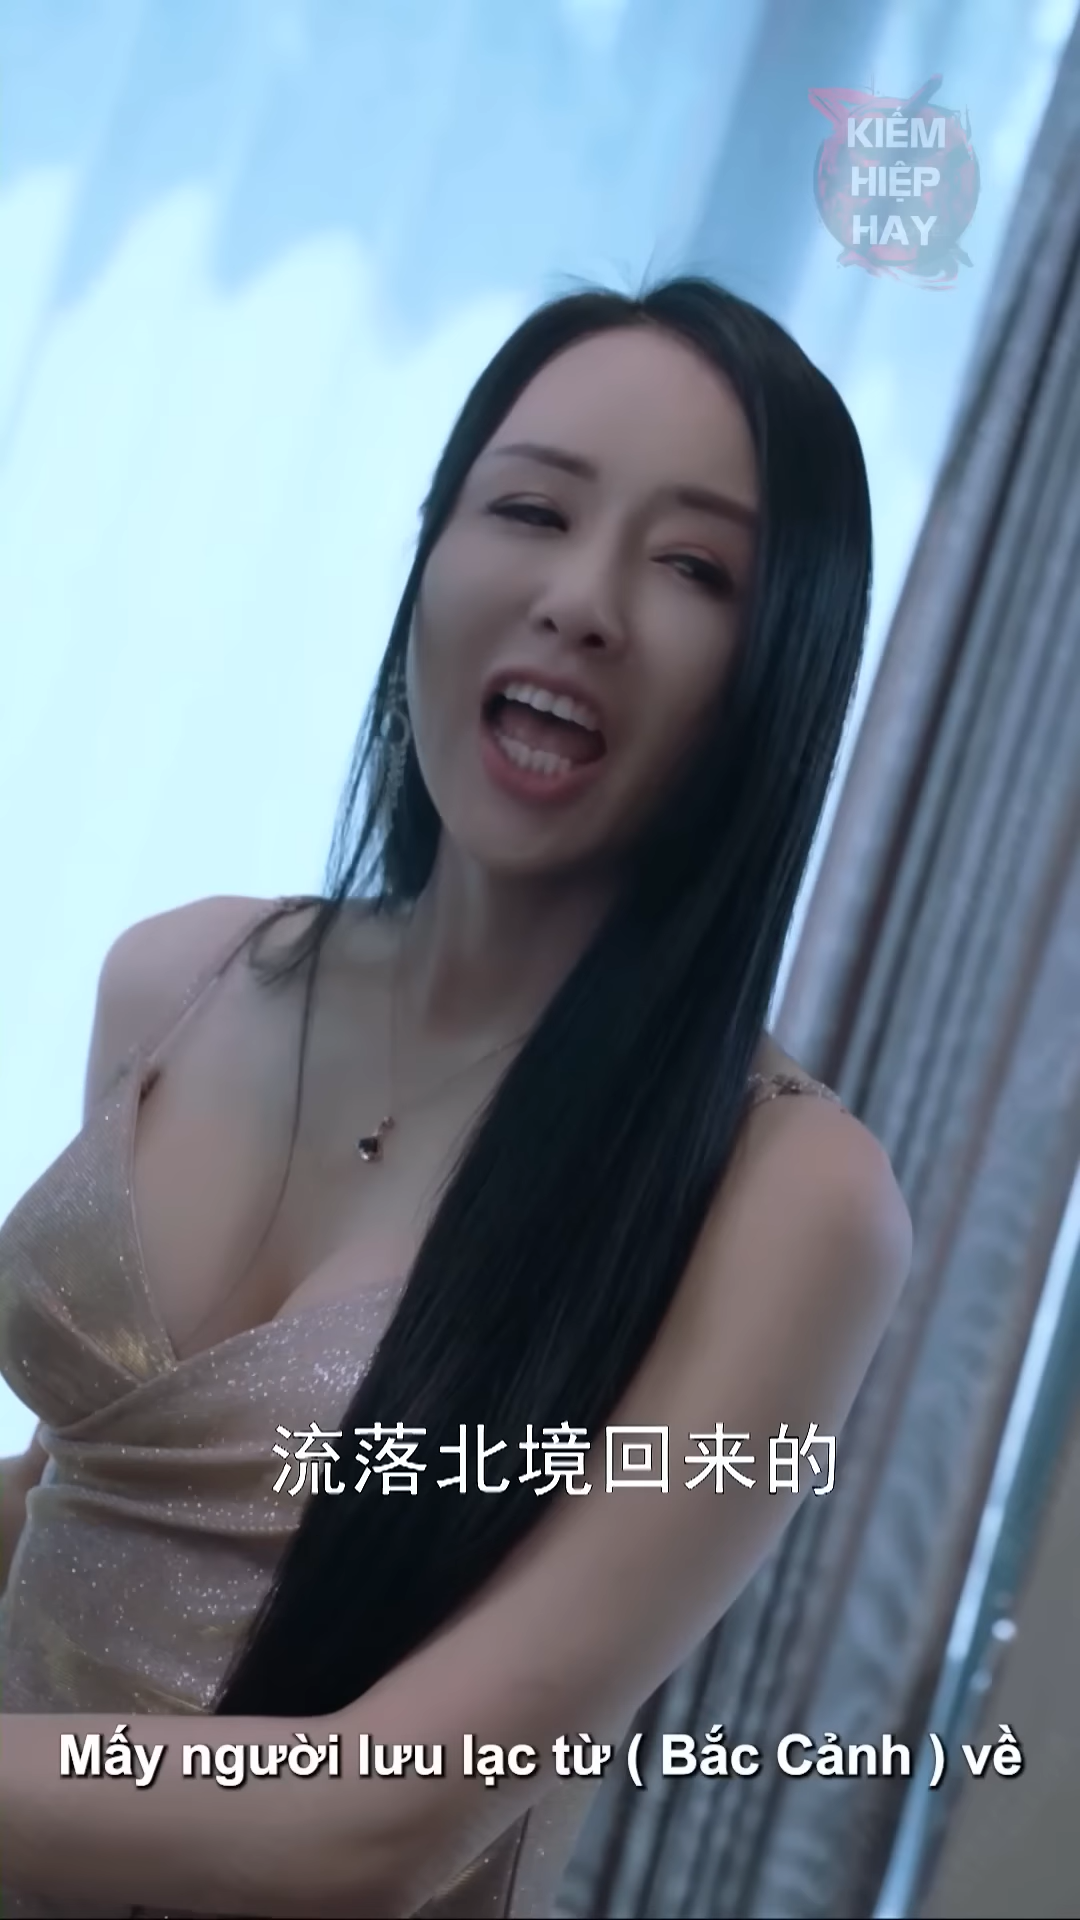 KIẾM
HIỆP
HAY
流落北境回来的
Mấy người lưu lạc từ ( Bắc Cảnh ) về